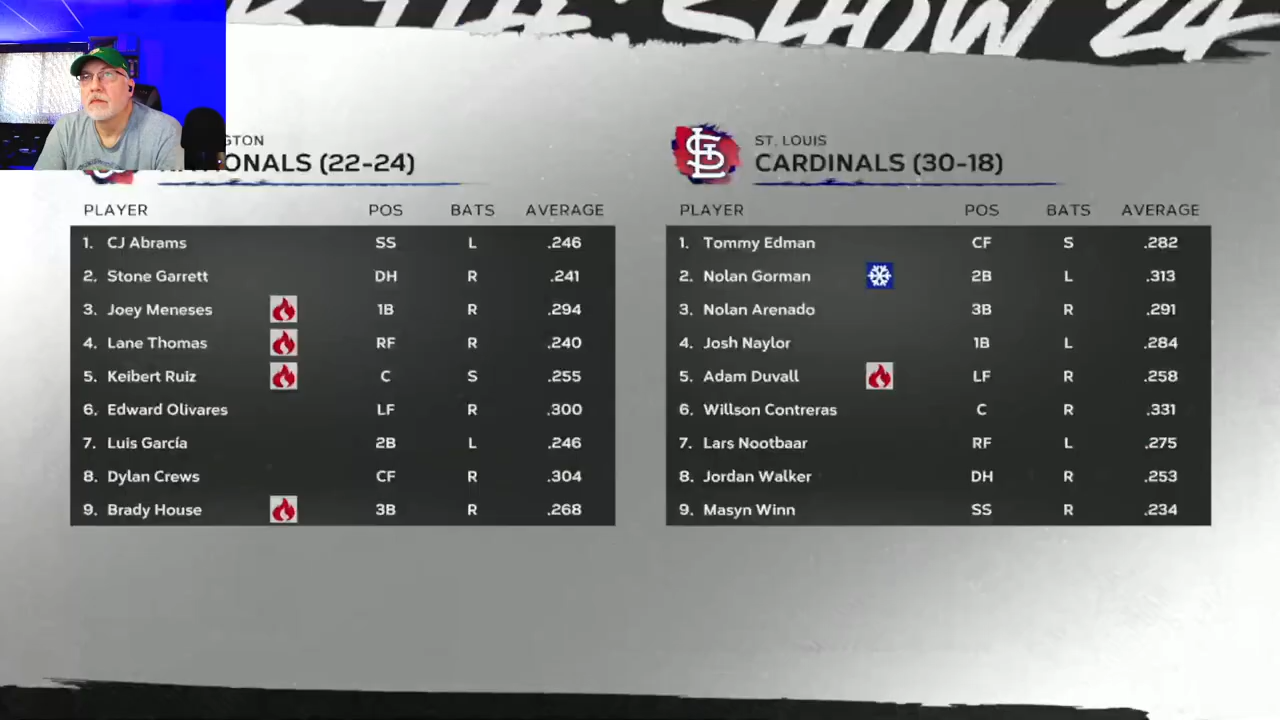 THE SHOW 24
GTON
ONALS (22-24)
PLAYER POS BATS AVERAGE
1. CJ Abrams SS L .246
2. Stone Garrett DH R .241
3. Joey Meneses 1B R .294
4. Lane Thomas RF R .240
5. Keibert Ruiz C S .255
6. Edward Olivares LF R .300
7. Luis García 2B L .246
8. Dylan Crews CF R .304
9. Brady House 3B R .268
STL
ST. LOUIS
CARDINALS (30-18)
PLAYER POS BATS AVERAGE
1. Tommy Edman CF S .282
2. Nolan Gorman 2B L .313
3. Nolan Arenado 3B R .291
4. Josh Naylor 1B L .284
5. Adam Duvall LF R .258
6. Willson Contreras C R .331
7. Lars Nootbaar RF L .275
8. Jordan Walker DH R .253
9. Masyn Winn SS R .234